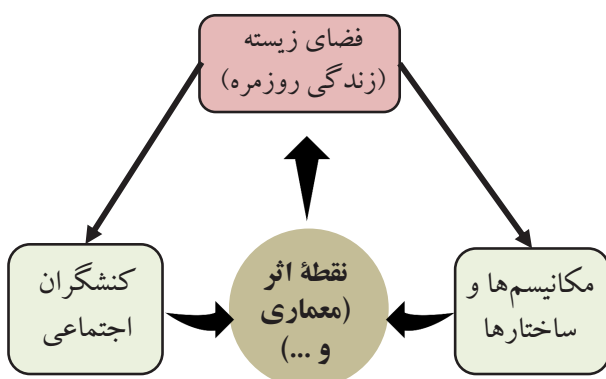 فضای زیسته
(زندگی روزمره)
مکانیسم‌ها و
ساختارها
نقطهٔ اثر
(معماری
و ...)
کنشگران
اجتماعی